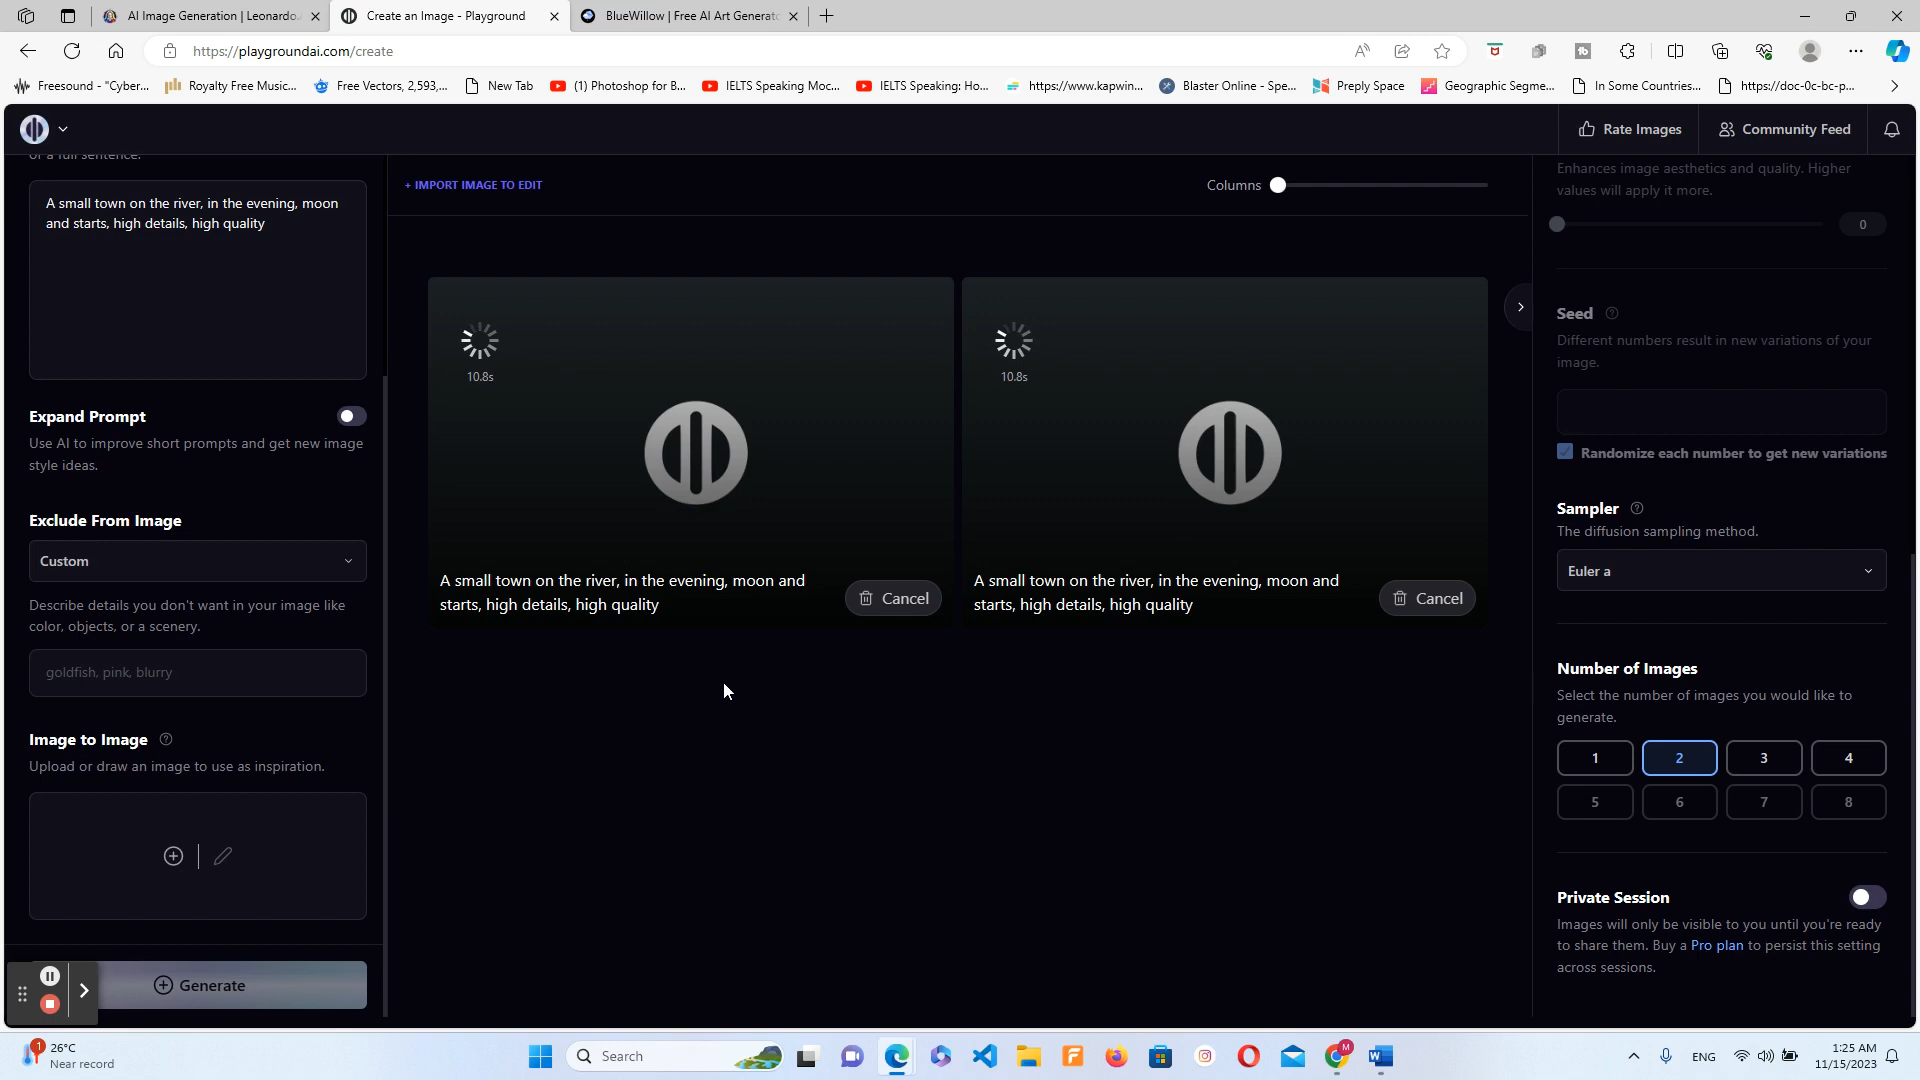 AI Image Generation | Leonardo.
Create an Image - Playground
BlueWillow | Free AI Art Generato
https://playgroundai.com/create
Freesound - "Cyber...
Royalty Free Music...
Free Vectors, 2,593,...
New Tab
(1) Photoshop for B...
IELTS Speaking Moc...
IELTS Speaking: Ho...
https://www.kapwin...
Blaster Online - Spe...
Preply Space
Geographic Segme...
In Some Countries...
https://doc-0c-bc-p...
Rate Images
Community Feed
or a full sentence.
A small town on the river, in the evening, moon
and starts, high details, high quality
Expand Prompt
Use AI to improve short prompts and get new image
style ideas.
Exclude From Image
Custom
Describe details you don't want in your image like
color, objects, or a scenery.
goldfish, pink, blurry
Image to Image
Upload or draw an image to use as inspiration.
Generate
+ IMPORT IMAGE TO EDIT
Columns
10.8s
A small town on the river, in the evening, moon and
starts, high details, high quality
Cancel
10.8s
A small town on the river, in the evening, moon and
starts, high details, high quality
Cancel
Enhances image aesthetics and quality. Higher
values will apply it more.
0
Seed
Different numbers result in new variations of your
image.
Randomize each number to get new variations
Sampler
The diffusion sampling method.
Euler a
Number of Images
Select the number of images you would like to
generate.
1 2 3 4
5 6 7 8
Private Session
Images will only be visible to you until you're ready
to share them. Buy a Pro plan to persist this setting
across sessions.
1
26°C
Near record
Search
M
ENG
1:25 AM
11/15/2023